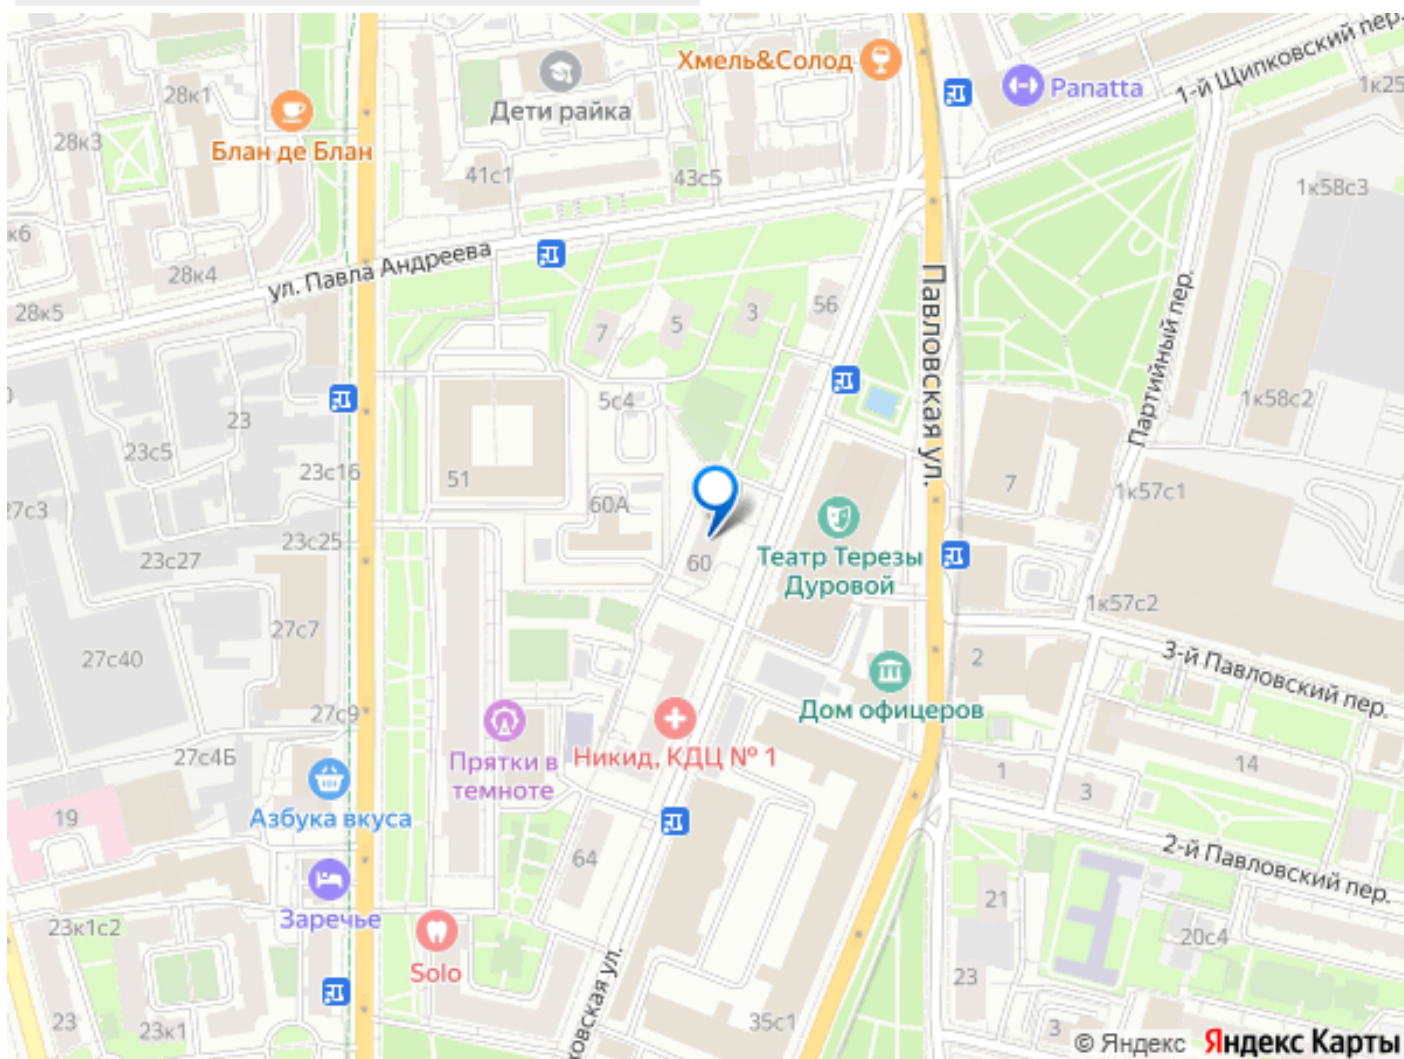 Хмель&Солод
Panatta
1-й Щипковский пер.
1к25
28к1
Дети райка
28к3
Блан де Блан
41с1
43с5
1к58с3
к6
28к4
ул. Павла Андреева
28к5
7
5
3
56
Павловская ул.
Партийный пер.
5с4
1к58с2
23
23с5
23с16
51
7
1к57с1
27с3
60А
23с25
23с27
60
Театр Терезы
Дуровой
1к57с2
27с7
27с40
2
3-й Павловский пер.
Дом офицеров
27с9
27с4Б
Прятки в
темноте
Никид, КДЦ № 1
14
1
3
19
Азбука вкуса
64
2-й Павловский пер.
21
Заречье
23к1с2
20с4
Solo
ковская ул.
23
23
23к1
35с1
3
© Яндекс Яндекс Карты